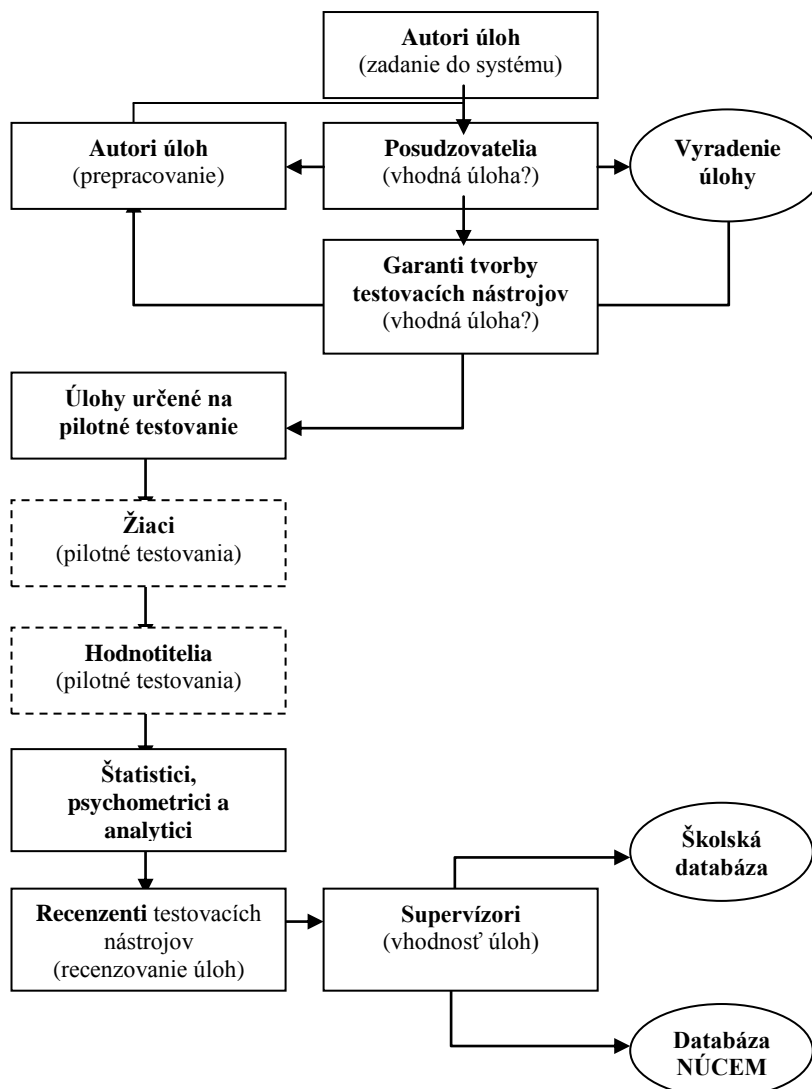 Autori úloh
(zadanie do systému)
Autori úloh
(prepracovanie)
Posudzovatelia
(vhodná úloha?)
Vyradenie
úlohy
Garanti tvorby
testovacích nástrojov
(vhodná úloha?)
Úlohy určené na
pilotné testovanie
Žiaci
(pilotné testovania)
Hodnotitelia
(pilotné testovania)
Štatistici,
psychometrici a
analytici
Školská
databáza
Recenzenti testovacích
nástrojov
(recenzovanie úloh)
Supervízori
(vhodnosť úloh)
Databáza
NÚCEM